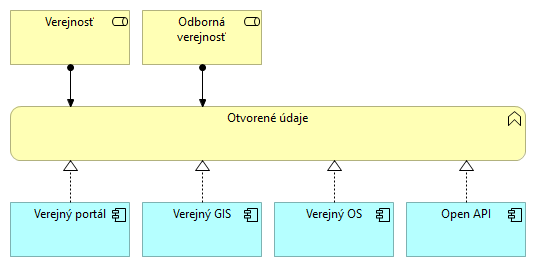 Verejnosť
Odborná
verejnosť
Otvorené údaje
Verejný portál
Verejný GIS
Verejný OS
Open API